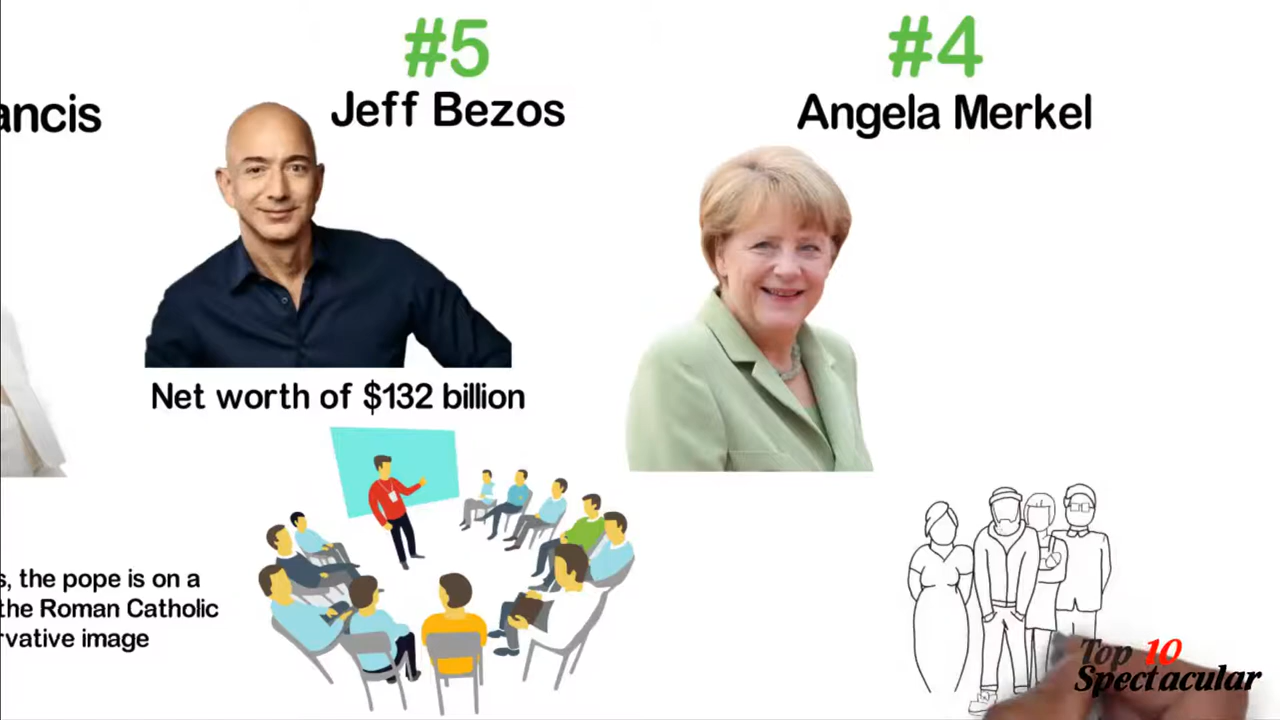 ancis
s, the pope is on a
the Roman Catholic
rvative image
#5
Jeff Bezos
Net worth of $132 billion
#4
Angela Merkel
Top 10
Spectacular